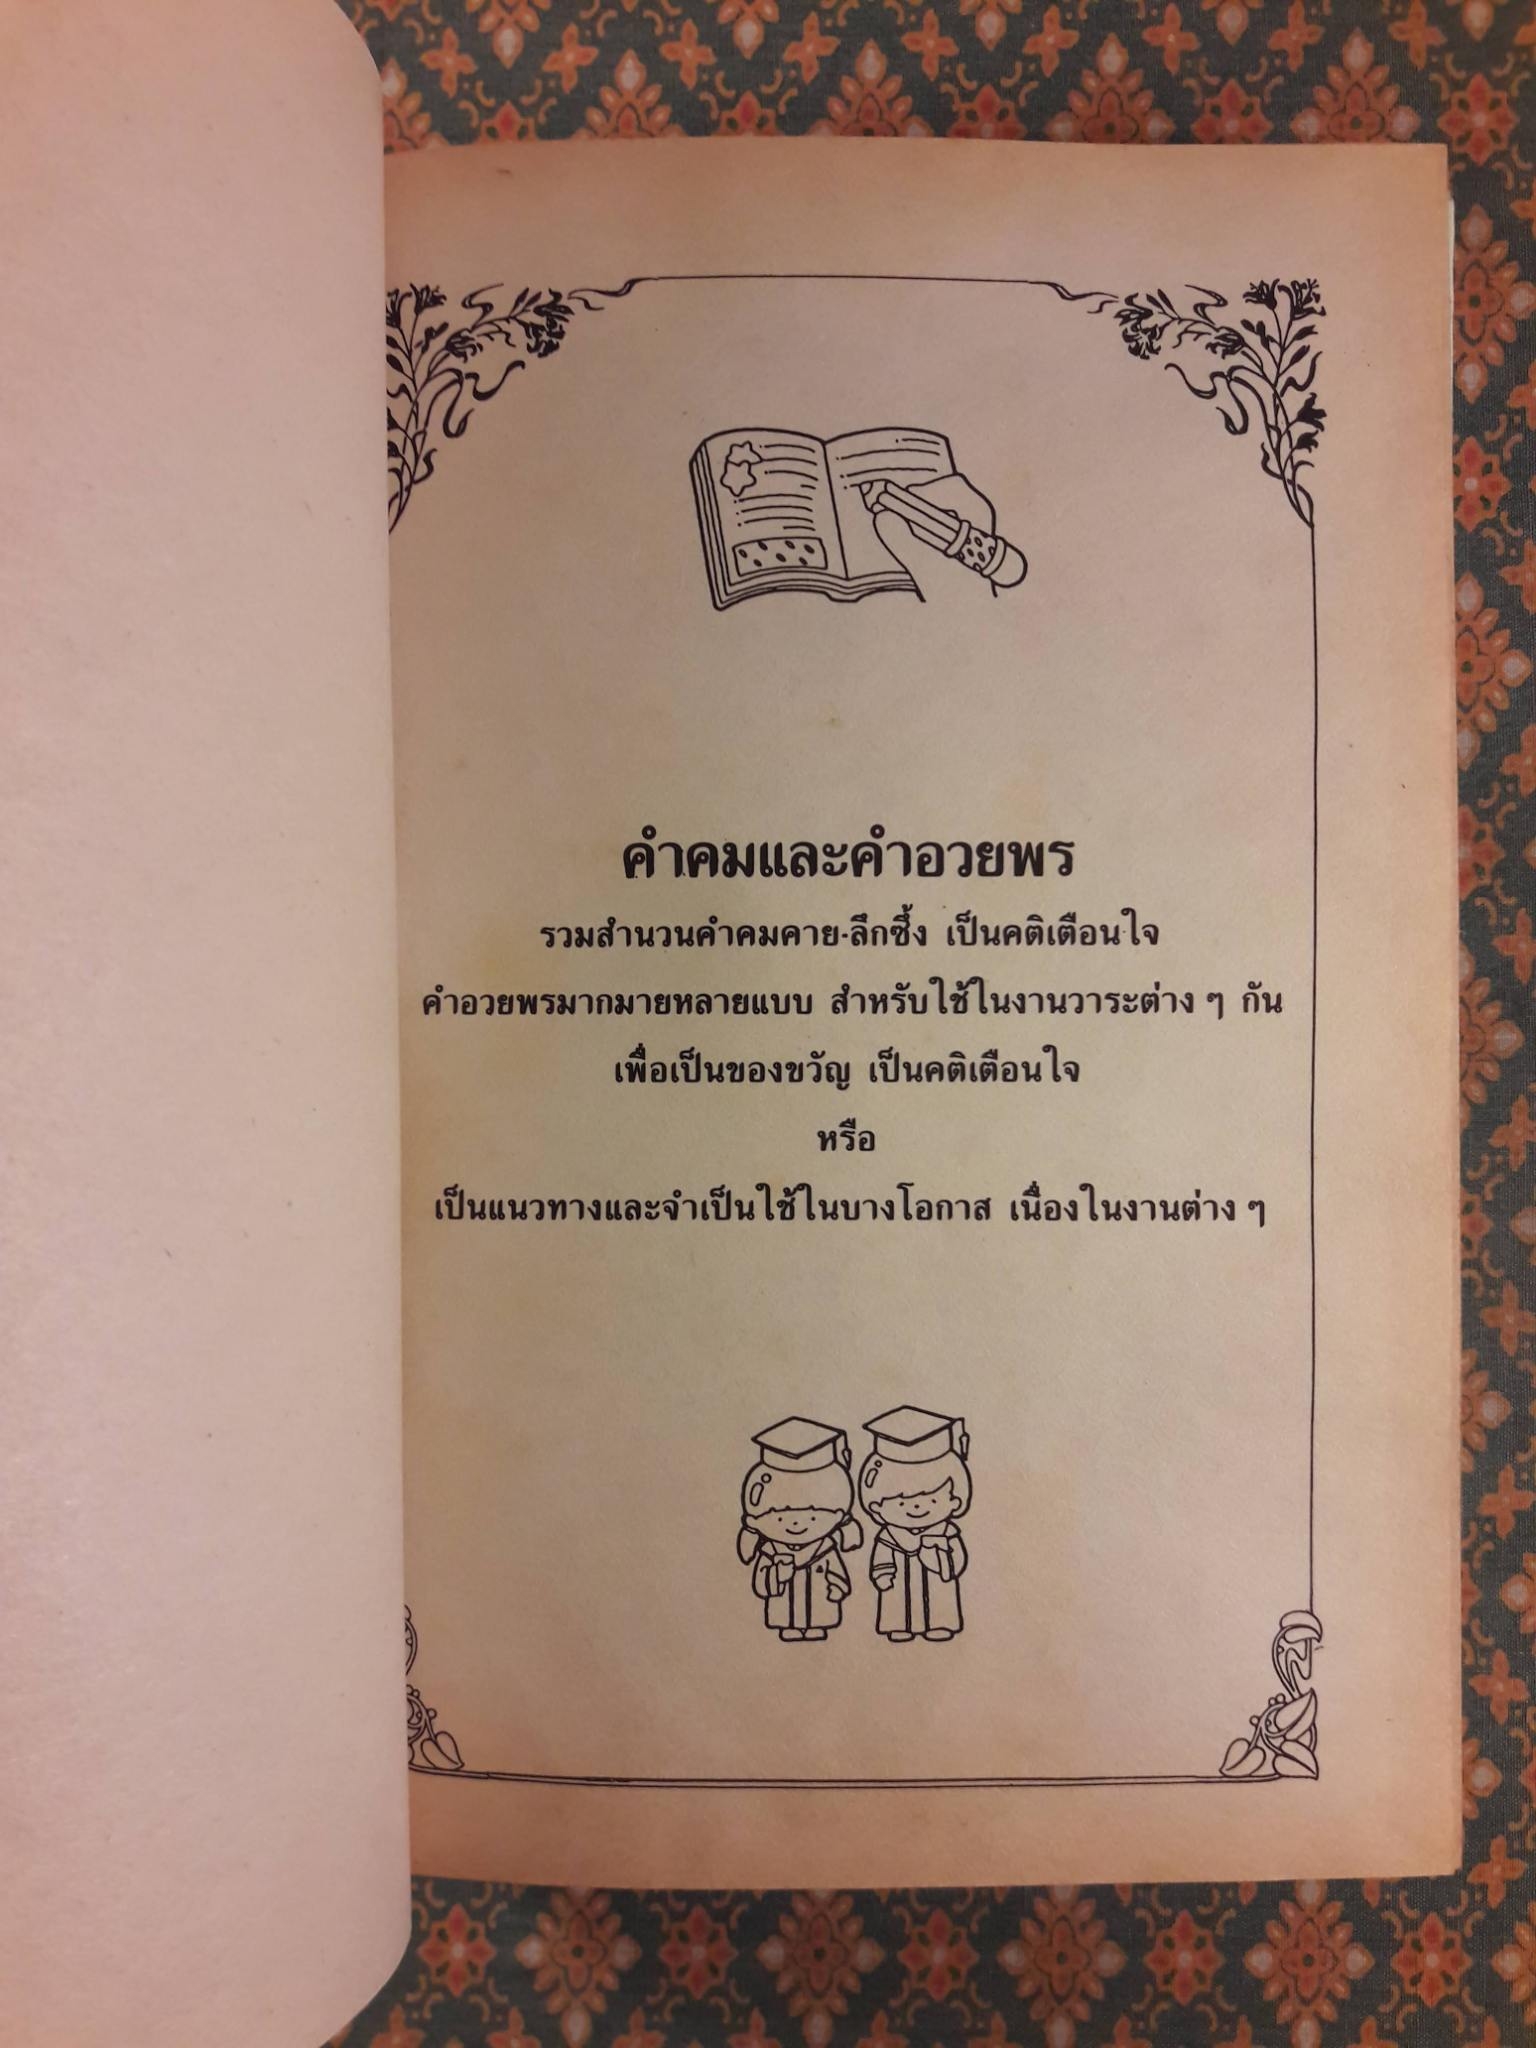 คำคมและคำอวยพร
รวมสำนวนคำคมคาย-ลึกซึ้ง เป็นคติเตือนใจ
คำอวยพรมากมายหลายแบบ สำหรับใช้ในงานวาระต่าง ๆ กัน
เพื่อเป็นของขวัญ เป็นคติเตือนใจ
หรือ
เป็นแนวทางและจำเป็นใช้ในบางโอกาส เนื่องในงานต่าง ๆ